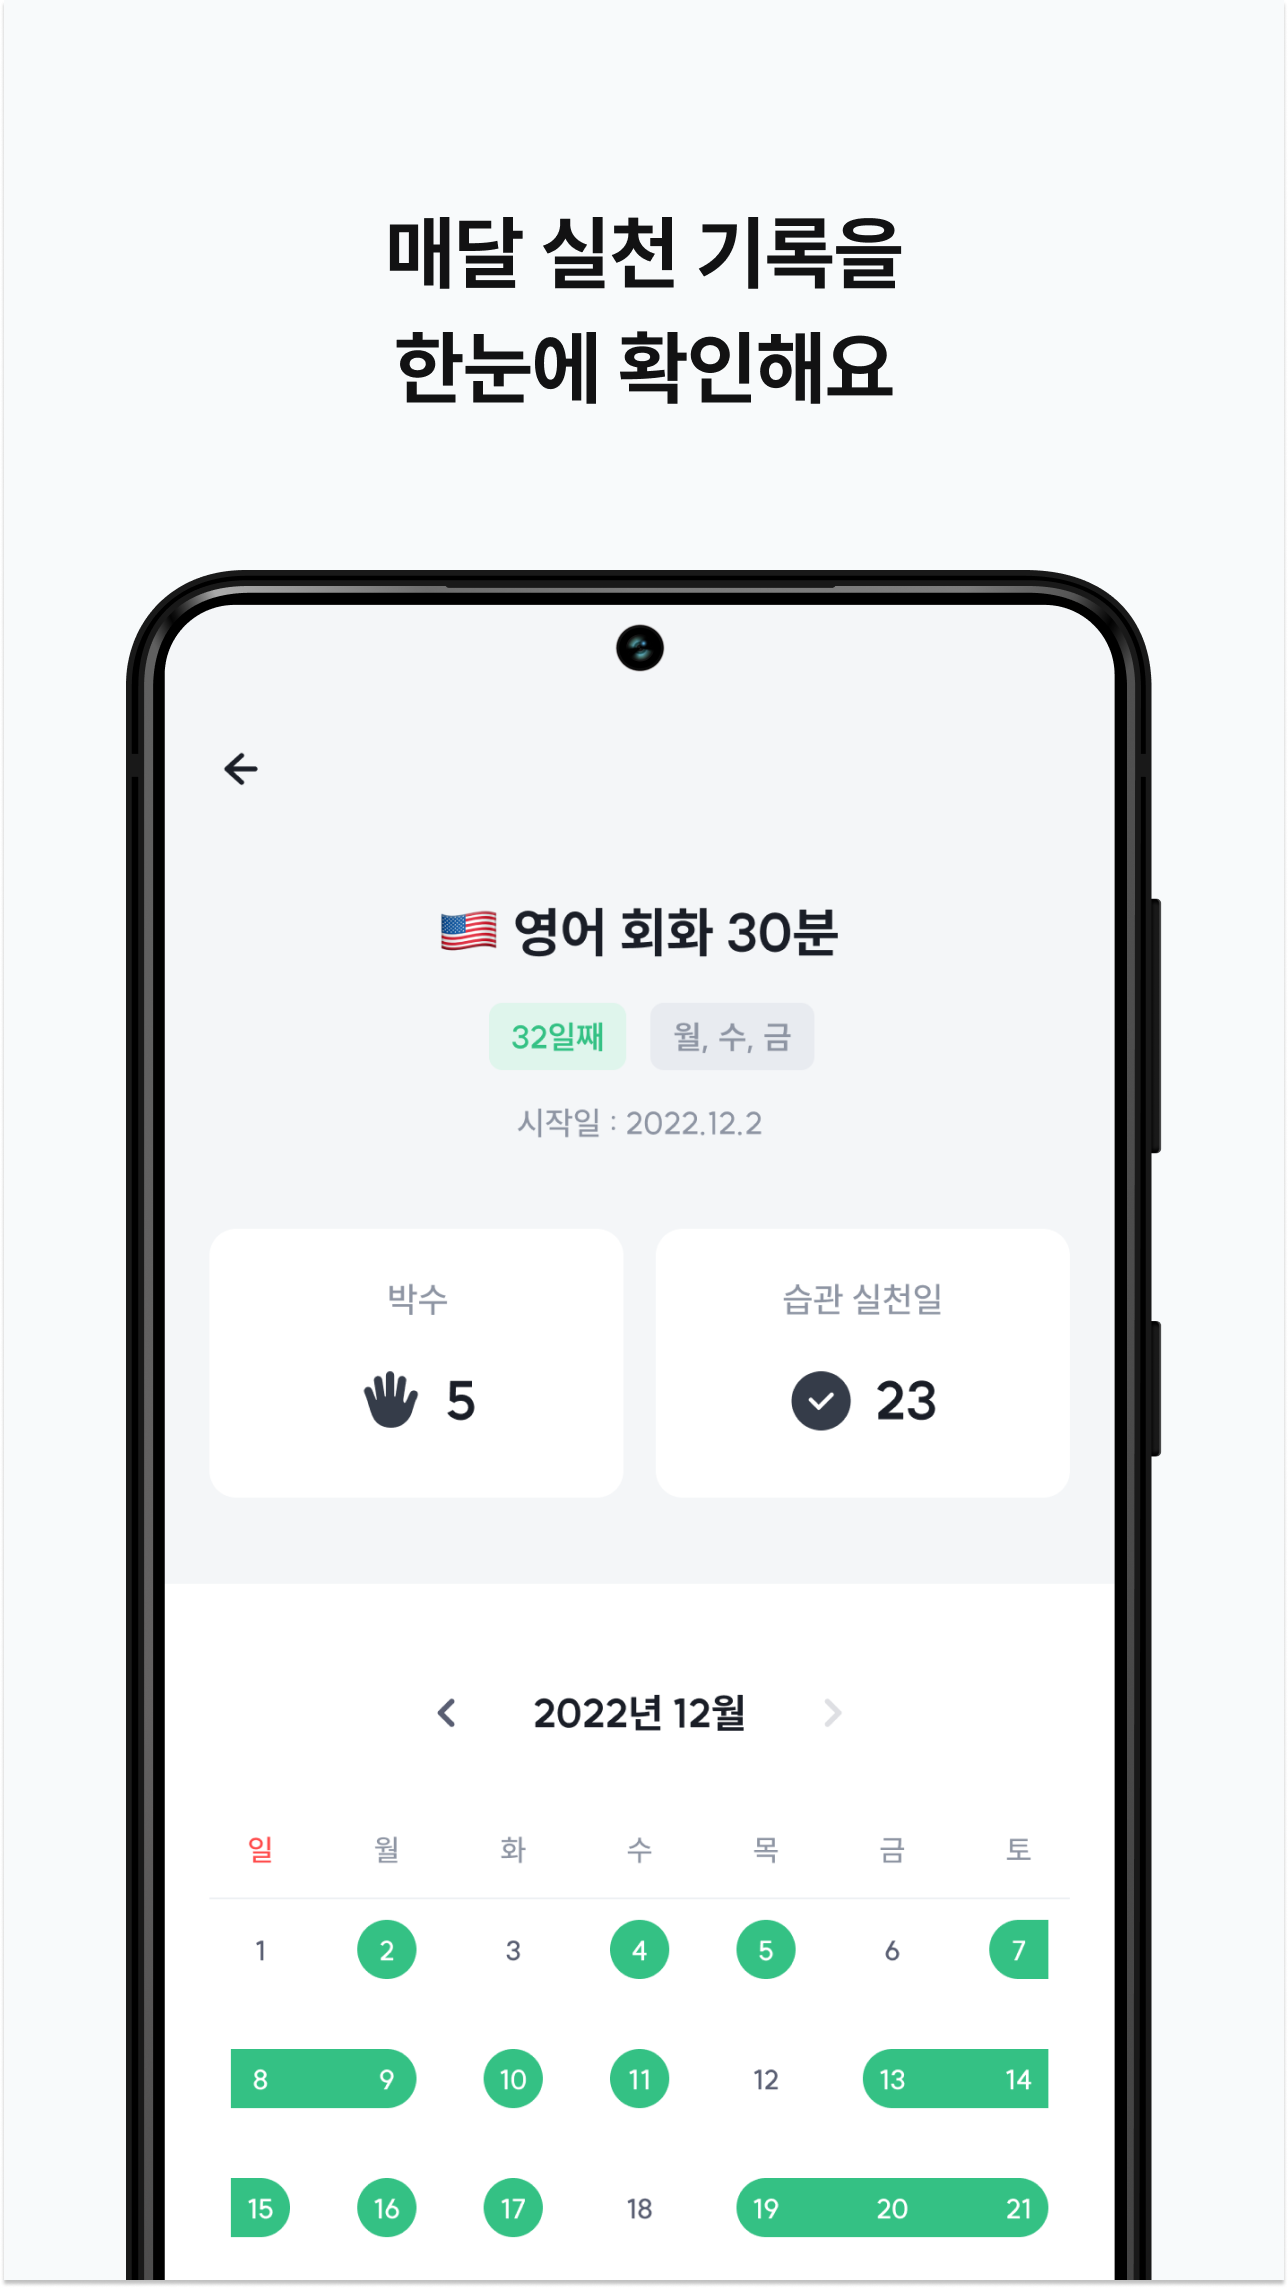 매달 실천 기록을
한눈에 확인해요
영어 회화 30분
32일째 월, 수, 금
시작일 : 2022.12.2
박수 습관 실천일
5 23
2022년 12월
일 월 화 수 목 금 토
1 2 3 4 5 6 7
8 9 10 11 12 13 14
15 16 17 18 19 20 21